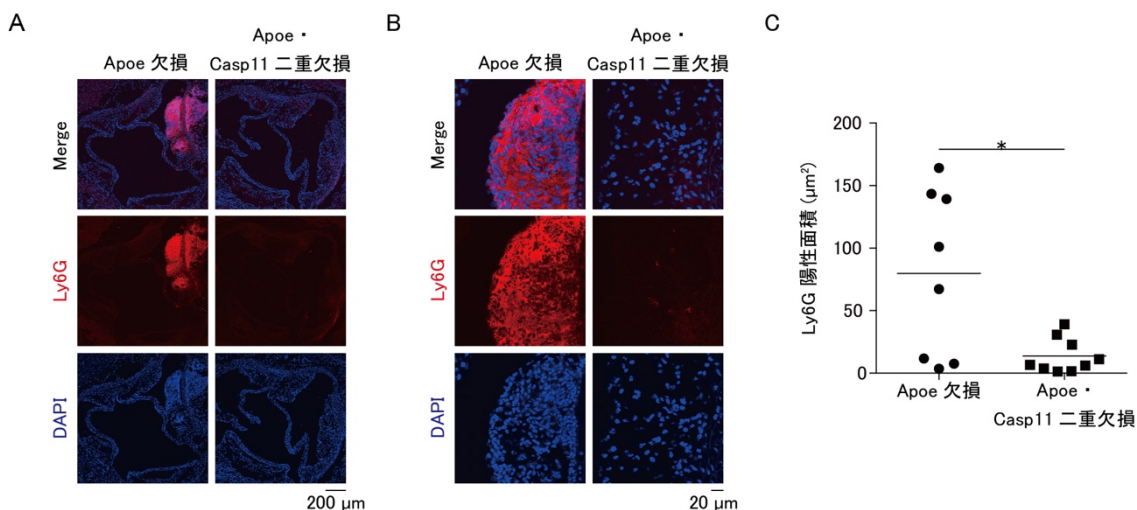 A
Apoe 欠損
Apoe・
Casp11 二重欠損
Merge
Ly6G
DAPI
200 μm
B
Apoe 欠損
Apoe・
Casp11 二重欠損
Merge
Ly6G
DAPI
20 μm
C
Ly6G 陽性面積 (μm²)
200
150
100
50
0
*
Apoe 欠損
Apoe・
Casp11 二重欠損